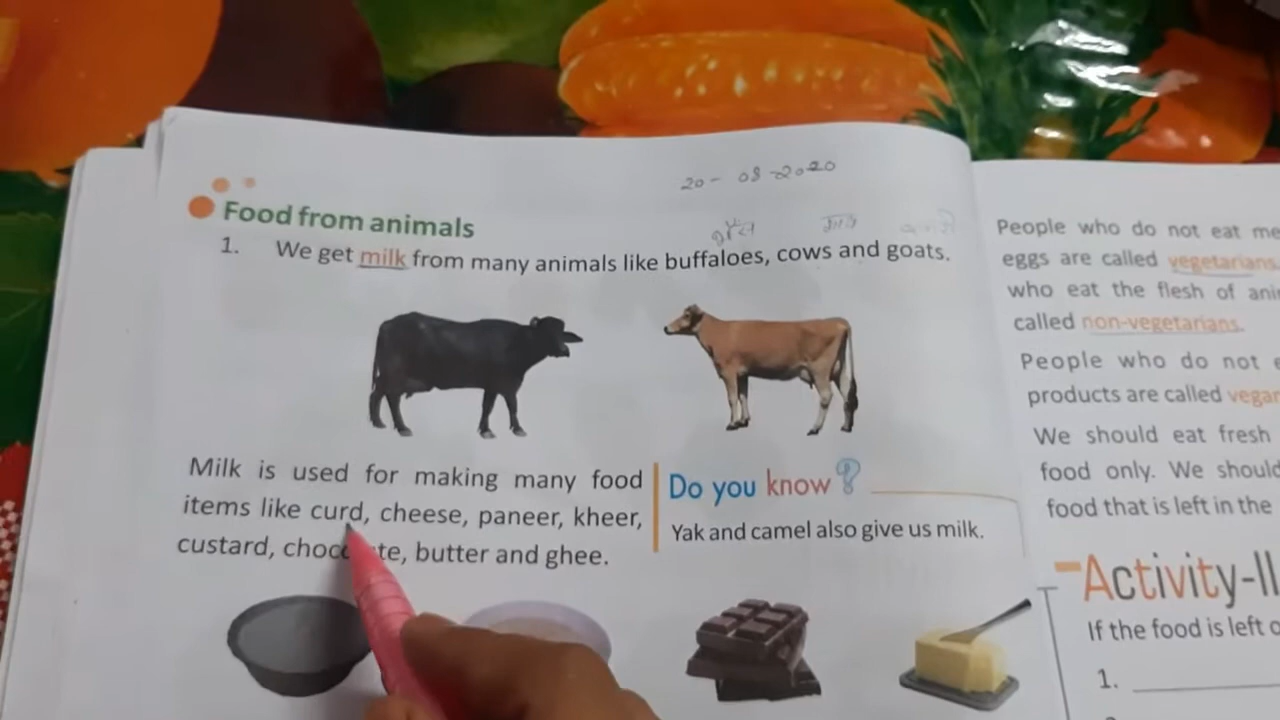 20-08-2020
Food from animals
1. We get milk from many animals like buffaloes, cows and goats.
Milk is used for making many food
items like curd, cheese, paneer, kheer,
custard, butter and ghee.
Do you know?
Yak and camel also give us milk.
People who do not eat
eggs are called vegetarians.
who eat the flesh of
called non-vegetarians.
People who do not
products are called
We should eat fresh
food only. We should
food that is left in the
Activity-II
If the food is left
1.